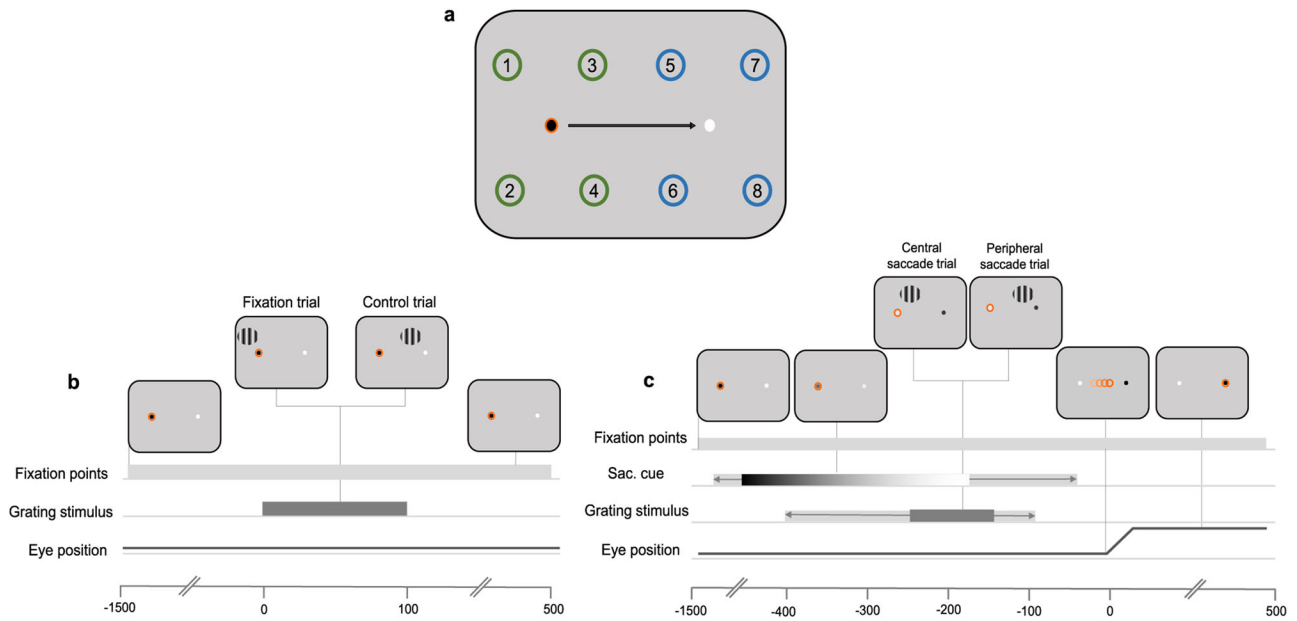 a
1 3 5 7
2 4 6 8
b
Fixation trial Control trial
Fixation points
Grating stimulus
Eye position
-1500 0 100 500
c
Central
saccade trial
Peripheral
saccade trial
Fixation points
Sac. cue
Grating stimulus
Eye position
-1500 -400 -300 -200 -100 0 500